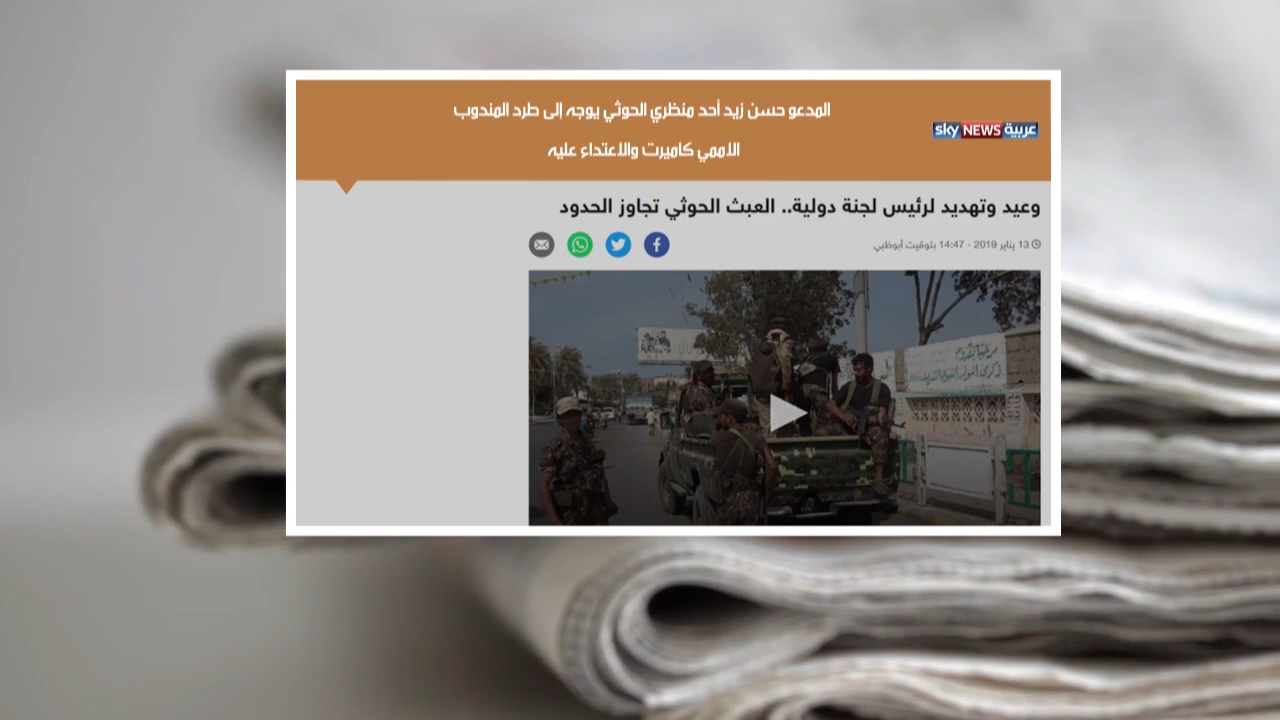 المدعو حسن زيد أحد منظري الحوثي يوجه إلى طرد المندوب
الاممي كاميرت والاعتداء عليه
sky NEWS عربية
وعيد وتهديد لرئيس لجنة دولية.. العبث الحوثي تجاوز الحدود
13 يناير 2019 - 14:47 بتوقيت أبوظبي